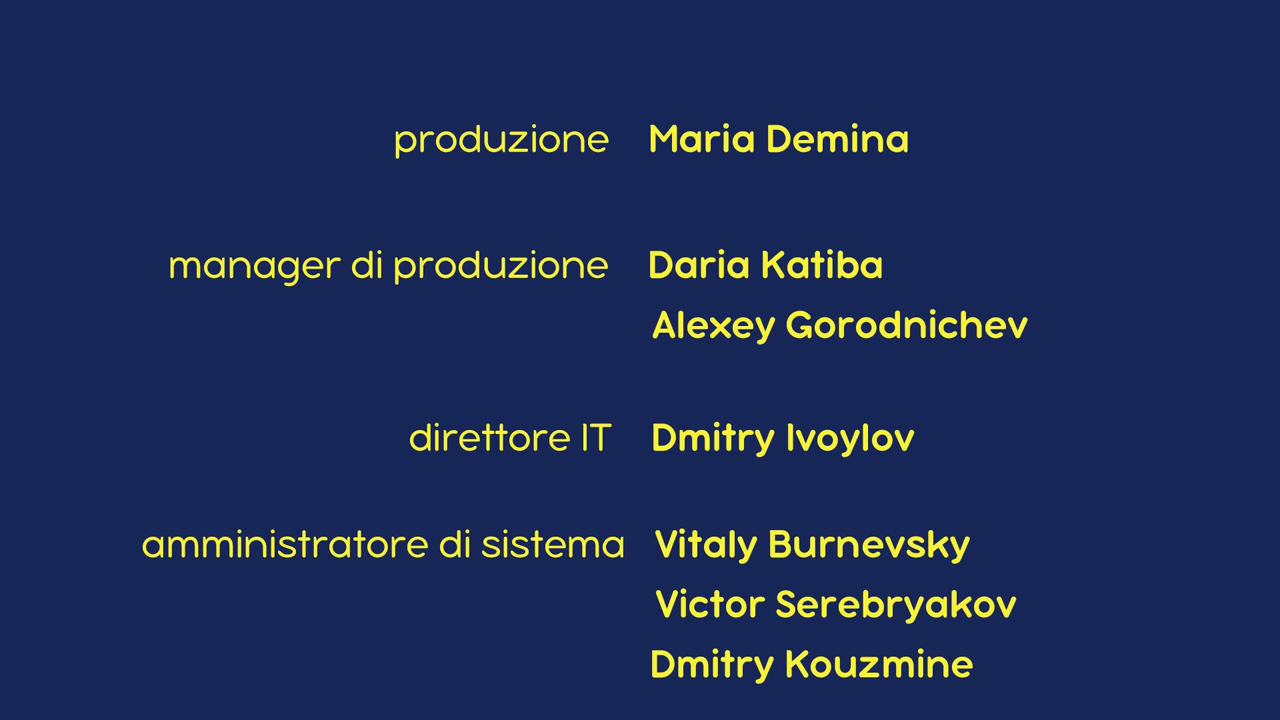 produzione Maria Demina
manager di produzione Daria Katiba
Alexey Gorodnichev
direttore IT Dmitry Ivoylov
amministratore di sistema Vitaly Burnevsky
Victor Serebryakov
Dmitry Kouzmine